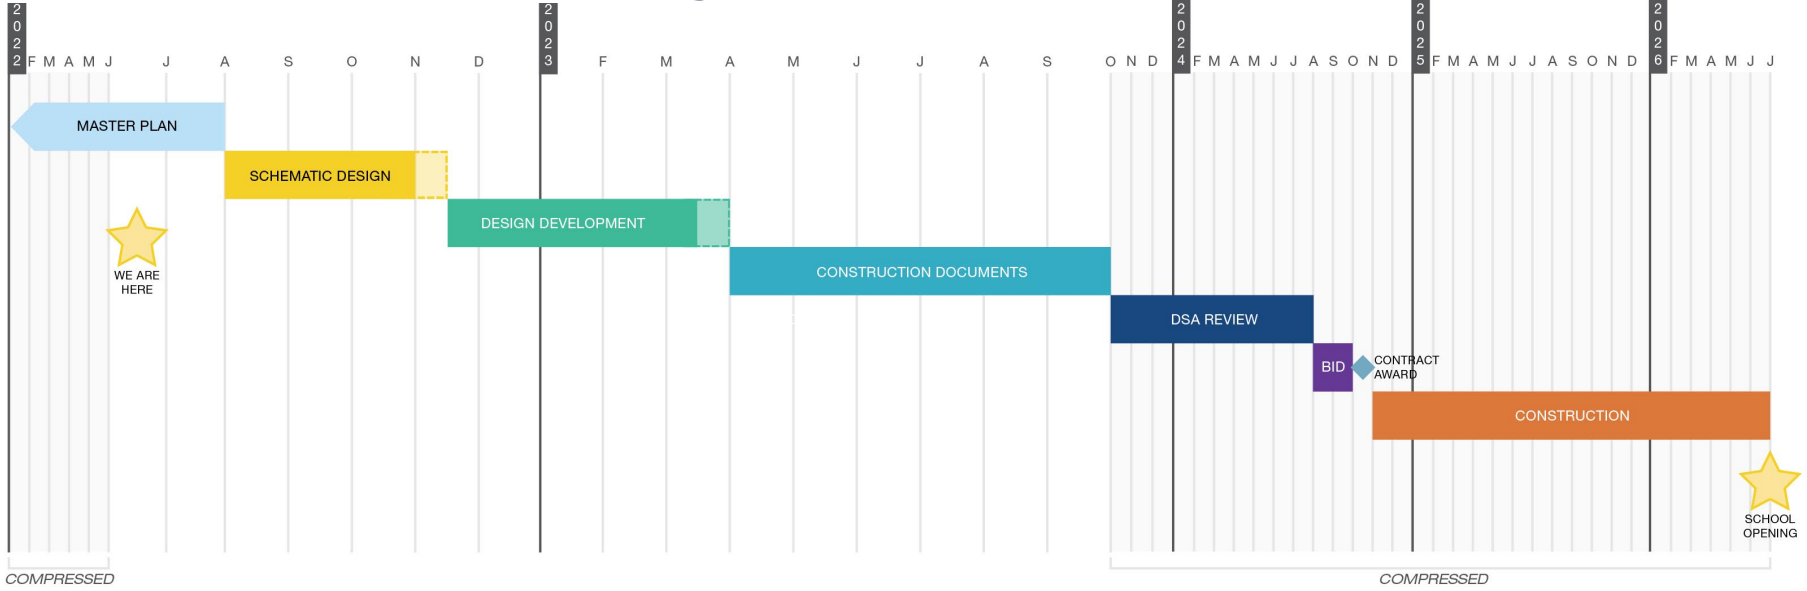 2022 F M A M J J A S O N D 2023 F M A M J J A S O N D 2024 F M A M J J A S O N D 2025 F M A M J J A S O N D 2026 F M A M J J
MASTER PLAN
SCHEMATIC DESIGN
DESIGN DEVELOPMENT
WE ARE
HERE
CONSTRUCTION DOCUMENTS
DSA REVIEW
BID
CONTRACT
AWARD
CONSTRUCTION
SCHOOL
OPENING
COMPRESSED
COMPRESSED